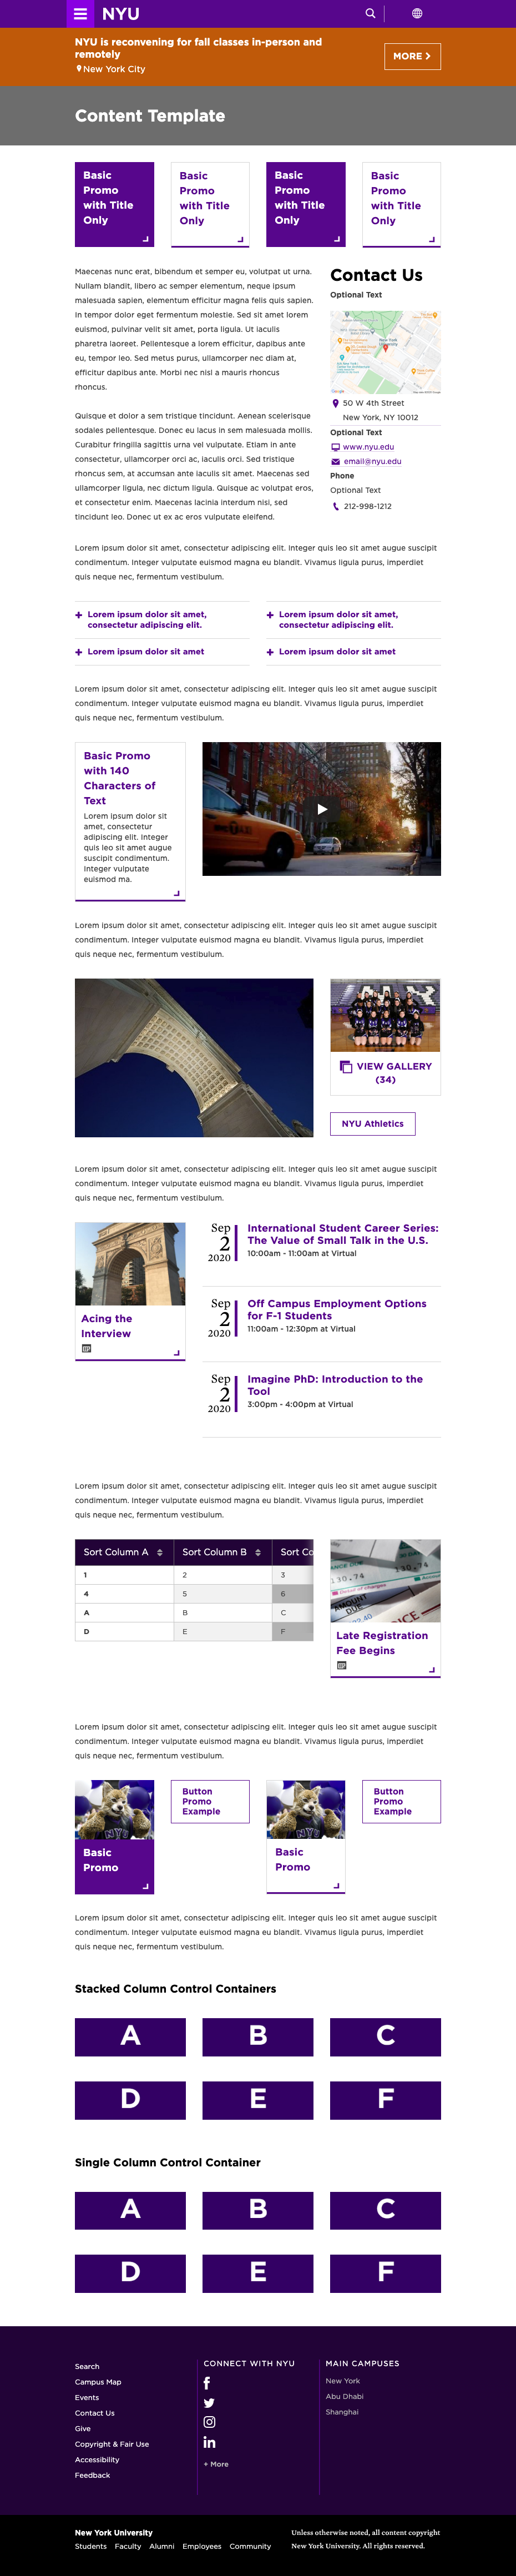 NYU
NYU is reconvening for fall classes in-person and
remotely
New York City
MORE
Content Template
Basic
Promo
with Title
Only
Basic
Promo
with Title
Only
Basic
Promo
with Title
Only
Basic
Promo
with Title
Only
Maecenas nunc erat, bibendum et semper eu, volutpat ut urna.
Nullam blandit, libero ac semper elementum, neque ipsum
malesuada sapien, elementum efficitur magna felis quis sapien.
In tempor dolor eget fermentum molestie. Sed sit amet lorem
euismod, pulvinar velit sit amet, porta ligula. Ut iaculis
pharetra laoreet. Pellentesque a lorem efficitur, dapibus ante
eu, tempor leo. Sed metus purus, ullamcorper nec diam at,
efficitur dapibus ante. Morbi nec nisl a mauris rhoncus
rhoncus.
Quisque et dolor a sem tristique tincidunt. Aenean scelerisque
sodales pellentesque. Donec eu lacus in sem malesuada mollis.
Curabitur fringilla sagittis urna vel vulputate. Etiam in ante
consectetur, ullamcorper orci ac, iaculis orci. Sed tristique
rhoncus sem, at accumsan ante iaculis sit amet. Maecenas sed
ullamcorper ligula, nec dictum ligula. Quisque ac volutpat eros,
et consectetur enim. Maecenas lacinia interdum nisi, sed
tincidunt leo. Donec ut ex ac eros vulputate eleifend.
Contact Us
Optional Text
50 W 4th Street
New York, NY 10012
Optional Text
www.nyu.edu
email@nyu.edu
Phone
Optional Text
212-998-1212
Lorem ipsum dolor sit amet, consectetur adipiscing elit. Integer quis leo sit amet augue suscipit
condimentum. Integer vulputate euismod magna eu blandit. Vivamus ligula purus, imperdiet
quis neque nec, fermentum vestibulum.
Lorem ipsum dolor sit amet,
consectetur adipiscing elit.
Lorem ipsum dolor sit amet
Lorem ipsum dolor sit amet,
consectetur adipiscing elit.
Lorem ipsum dolor sit amet
Lorem ipsum dolor sit amet, consectetur adipiscing elit. Integer quis leo sit amet augue suscipit
condimentum. Integer vulputate euismod magna eu blandit. Vivamus ligula purus, imperdiet
quis neque nec, fermentum vestibulum.
Basic Promo
with 140
Characters of
Text
Lorem ipsum dolor sit
amet, consectetur
adipiscing elit. Integer
quis leo sit amet augue
suscipit condimentum.
Integer vulputate
euismod ma.
Lorem ipsum dolor sit amet, consectetur adipiscing elit. Integer quis leo sit amet augue suscipit
condimentum. Integer vulputate euismod magna eu blandit. Vivamus ligula purus, imperdiet
quis neque nec, fermentum vestibulum.
VIEW GALLERY
(34)
NYU Athletics
Lorem ipsum dolor sit amet, consectetur adipiscing elit. Integer quis leo sit amet augue suscipit
condimentum. Integer vulputate euismod magna eu blandit. Vivamus ligula purus, imperdiet
quis neque nec, fermentum vestibulum.
Acing the
Interview
Sep
2
2020
International Student Career Series:
The Value of Small Talk in the U.S.
10:00am - 11:00am at Virtual
Sep
2
2020
Off Campus Employment Options
for F-1 Students
11:00am - 12:30pm at Virtual
Sep
2
2020
Imagine PhD: Introduction to the
Tool
3:00pm - 4:00pm at Virtual
Lorem ipsum dolor sit amet, consectetur adipiscing elit. Integer quis leo sit amet augue suscipit
condimentum. Integer vulputate euismod magna eu blandit. Vivamus ligula purus, imperdiet
quis neque nec, fermentum vestibulum.
Sort Column A Sort Column B Sort Co
1 2 3
4 5 6
A B C
D E F
130.74
130.74
AMOUNT
DUE
Late Registration
Fee Begins
Lorem ipsum dolor sit amet, consectetur adipiscing elit. Integer quis leo sit amet augue suscipit
condimentum. Integer vulputate euismod magna eu blandit. Vivamus ligula purus, imperdiet
quis neque nec, fermentum vestibulum.
NYU
Basic
Promo
Button
Promo
Example
NYU
Basic
Promo
Button
Promo
Example
Lorem ipsum dolor sit amet, consectetur adipiscing elit. Integer quis leo sit amet augue suscipit
condimentum. Integer vulputate euismod magna eu blandit. Vivamus ligula purus, imperdiet
quis neque nec, fermentum vestibulum.
Stacked Column Control Containers
A B C
D E F
Single Column Control Container
A B C
D E F
Search
Campus Map
Events
Contact Us
Give
Copyright & Fair Use
Accessibility
Feedback
CONNECT WITH NYU
+ More
MAIN CAMPUSES
New York
Abu Dhabi
Shanghai
New York University
Students Faculty Alumni Employees Community
Unless otherwise noted, all content copyright
New York University. All rights reserved.